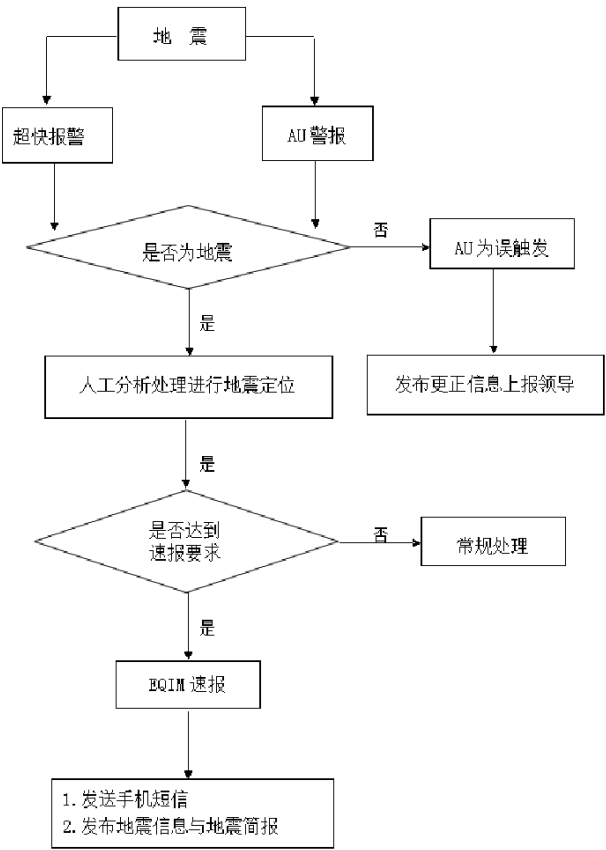 地 震
超快报警
AU警报
是否为地震
否
AU为误触发
是
人工分析处理进行地震定位
发布更正信息上报领导
是
是否达到
速报要求
否
常规处理
是
EQIM速报
1.发送手机短信
2.发布地震信息与地震简报